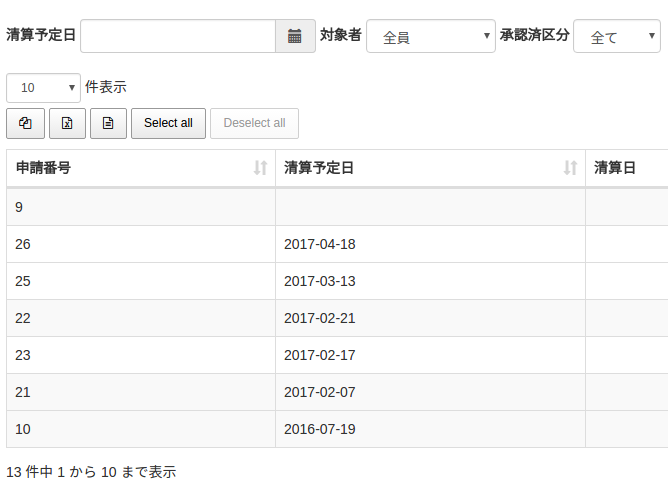 清算予定日 対象者 全員 承認済区分 全て
10 件表示
Select all Deselect all
申請番号 清算予定日 清算日
9
26 2017-04-18
25 2017-03-13
22 2017-02-21
23 2017-02-17
21 2017-02-07
10 2016-07-19
13 件中 1 から 10 まで表示